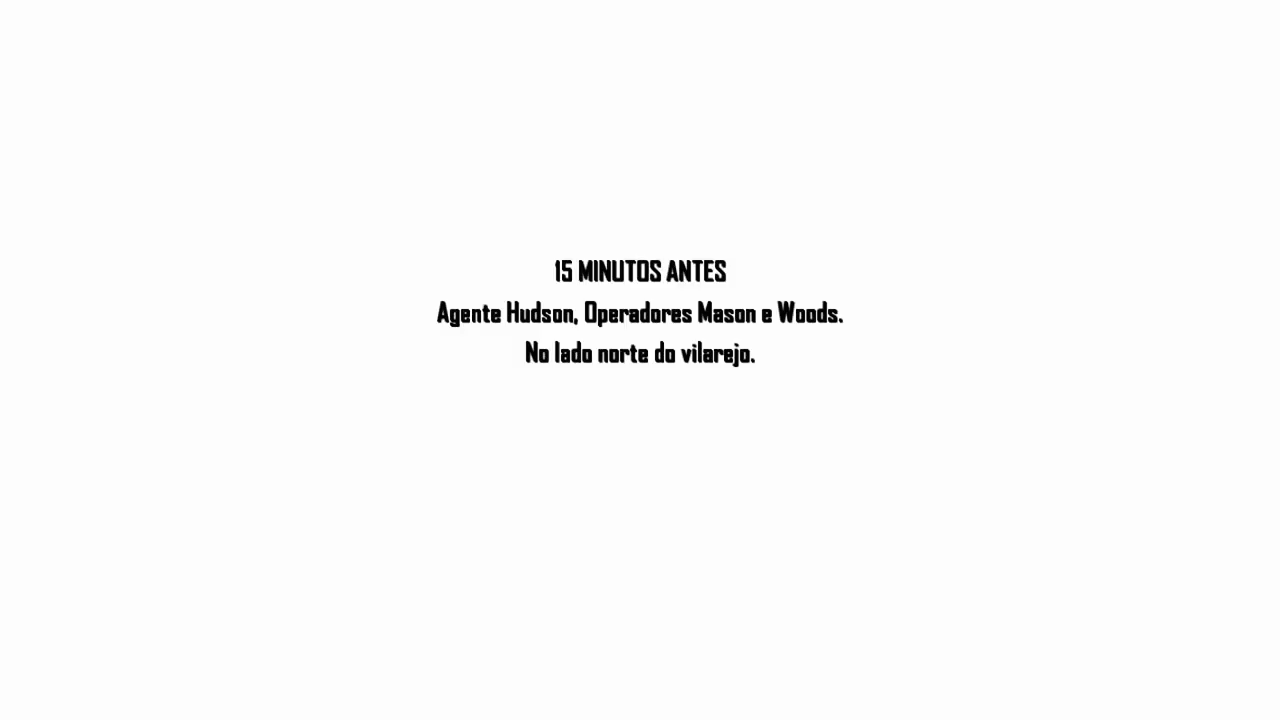 15 MINUTOS ANTES
Agente Hudson, Operadores Mason e Woods.
No lado norte do vilarejo.